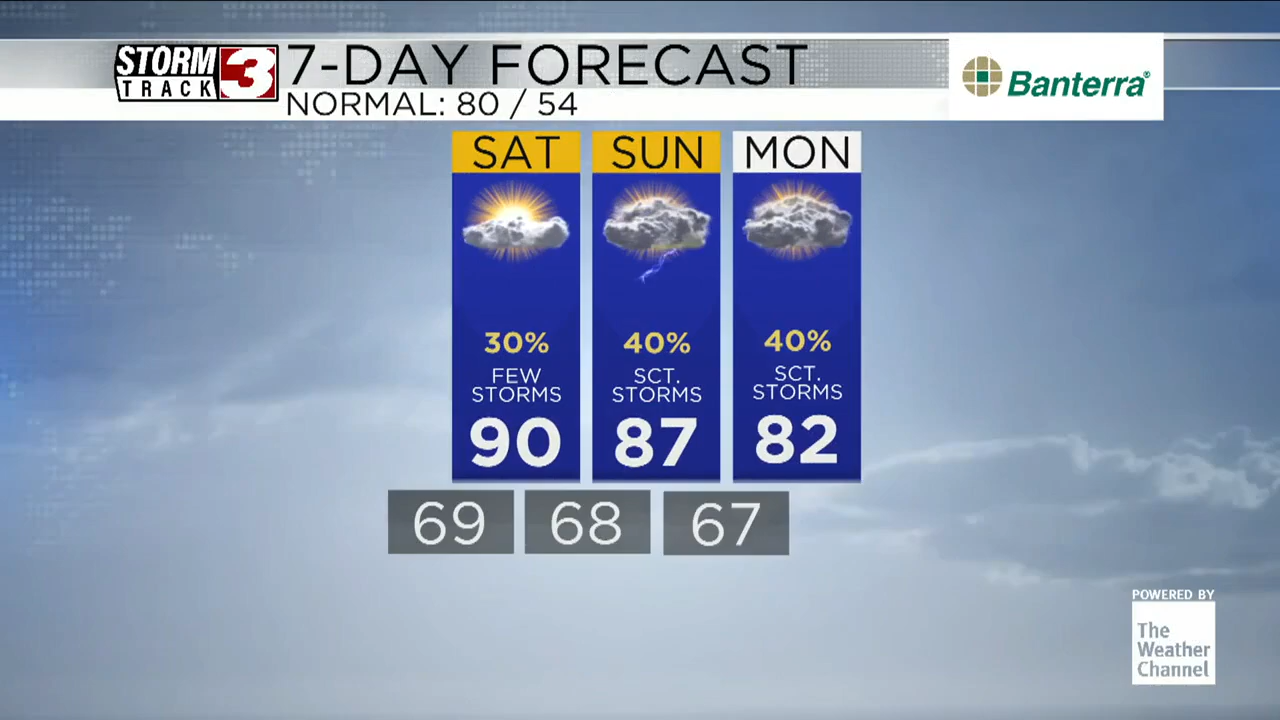 STORM
TRACK 3
7-DAY FORECAST
NORMAL: 80 / 54
Banterra®
SAT
SUN
MON
30%
40%
40%
FEW
STORMS
SCT.
STORMS
SCT.
STORMS
90
87
82
69
68
67
POWERED BY
The
Weather
Channel